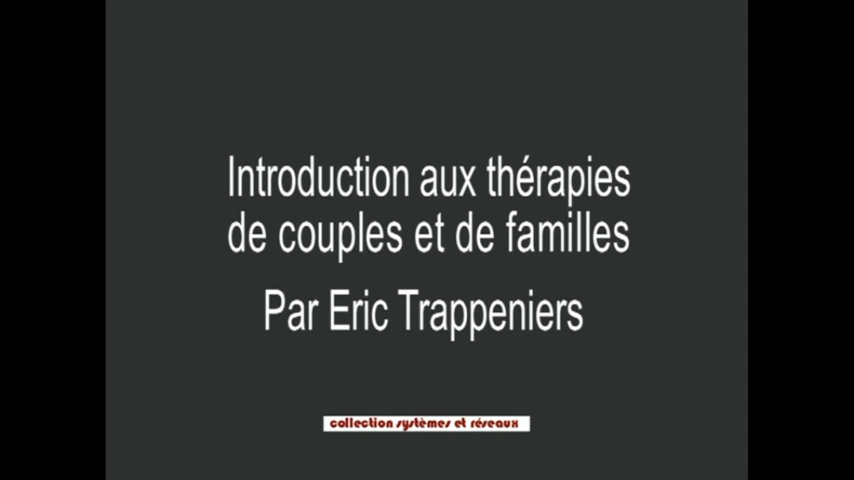 Introduction aux thérapies
de couples et de familles
Par Eric Trappeniers
collection systèmes et réseaux